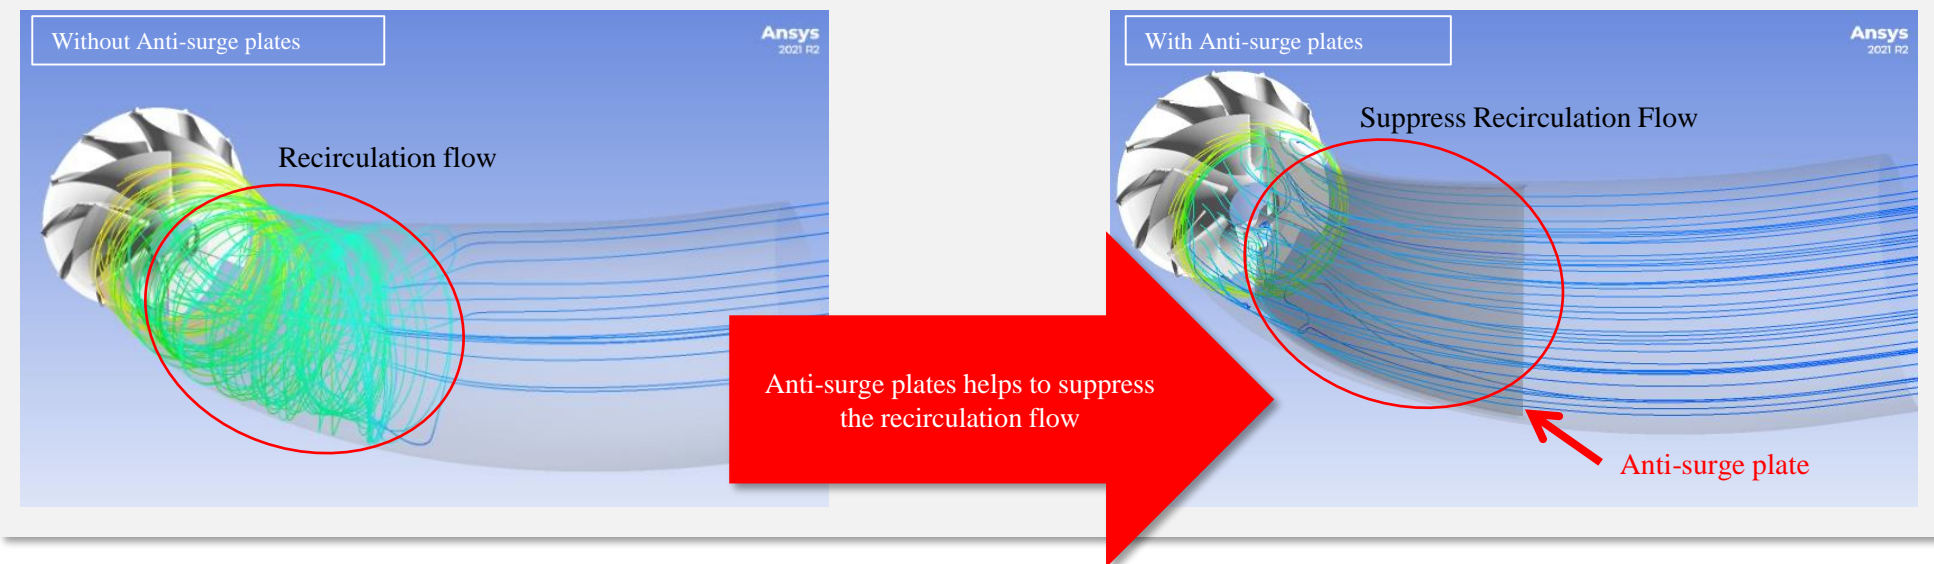 Without Anti-surge plates
Ansys
2021 R2
Recirculation flow
Anti-surge plates helps to suppress
the recirculation flow
With Anti-surge plates
Ansys
2021 R2
Suppress Recirculation Flow
Anti-surge plate